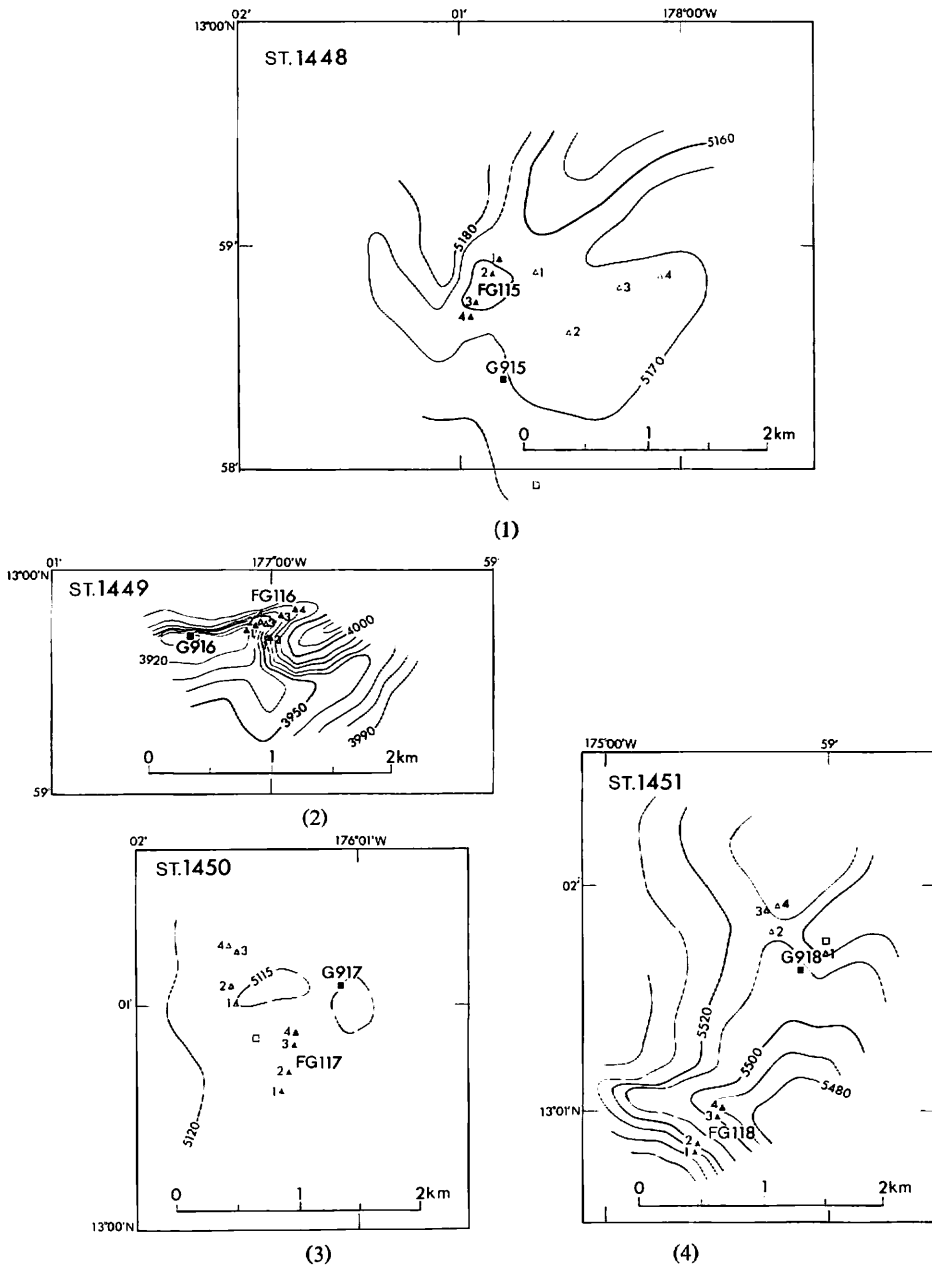 02' 01' 178°00'W
13°00'N
ST.1448
5160
5180
59'
1 1 4
2 3
FG115
3
4 2
G915
5170
0 1 2km
58'
(1)
01' 177°00'W 59'
13°00'N
ST.1449
FG116
4
3
G916
4000
3920
3950
3990
0 1 2km
59'
(2)
02' 176°01'W
ST.1450
4 3
5115
G917
2
1
01'
4
3
FG117
2
1
5120
0 1 2km
13°00'N
(3)
175°00'W 59'
ST.1451
02'
3 4
2
1
G918
5520
5500
5480
13°01'N
4
3
FG118
2
1
0 1 2km
(4)